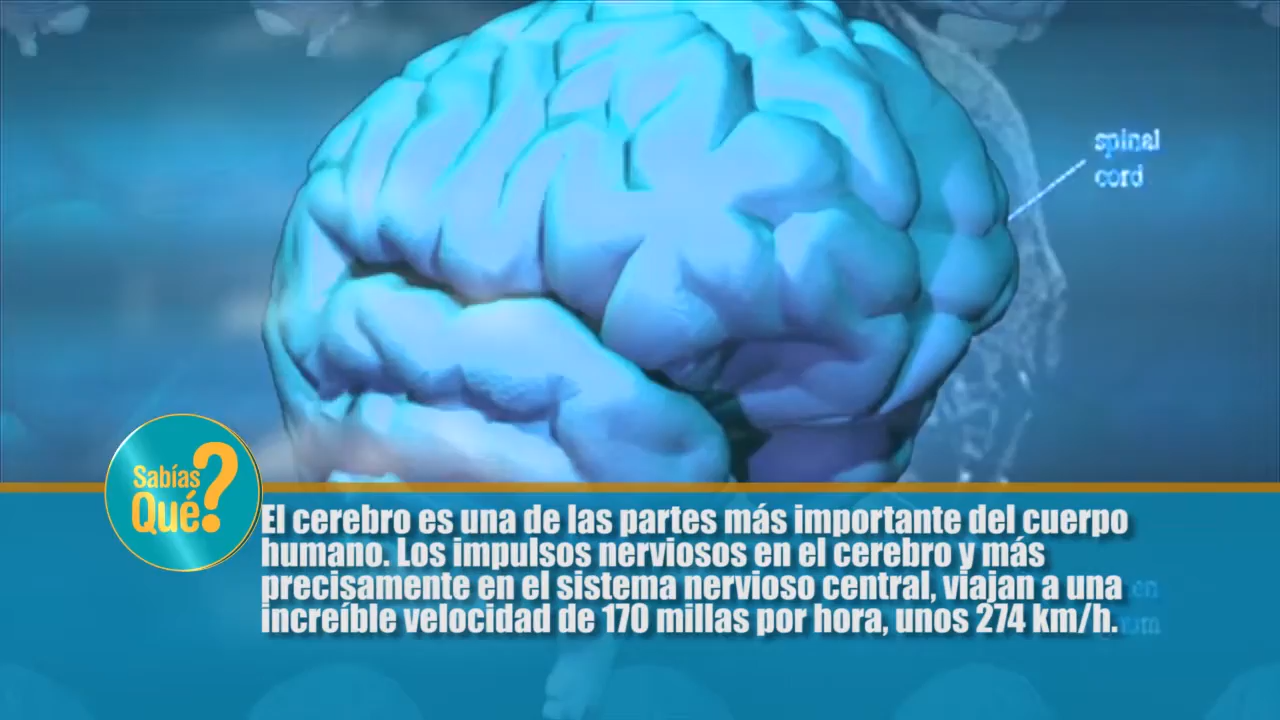 spinal
cord
Sabías
Qué?
El cerebro es una de las partes más importante del cuerpo
humano. Los impulsos nerviosos en el cerebro y más
precisamente en el sistema nervioso central, viajan a una
increíble velocidad de 170 millas por hora, unos 274 km/h.